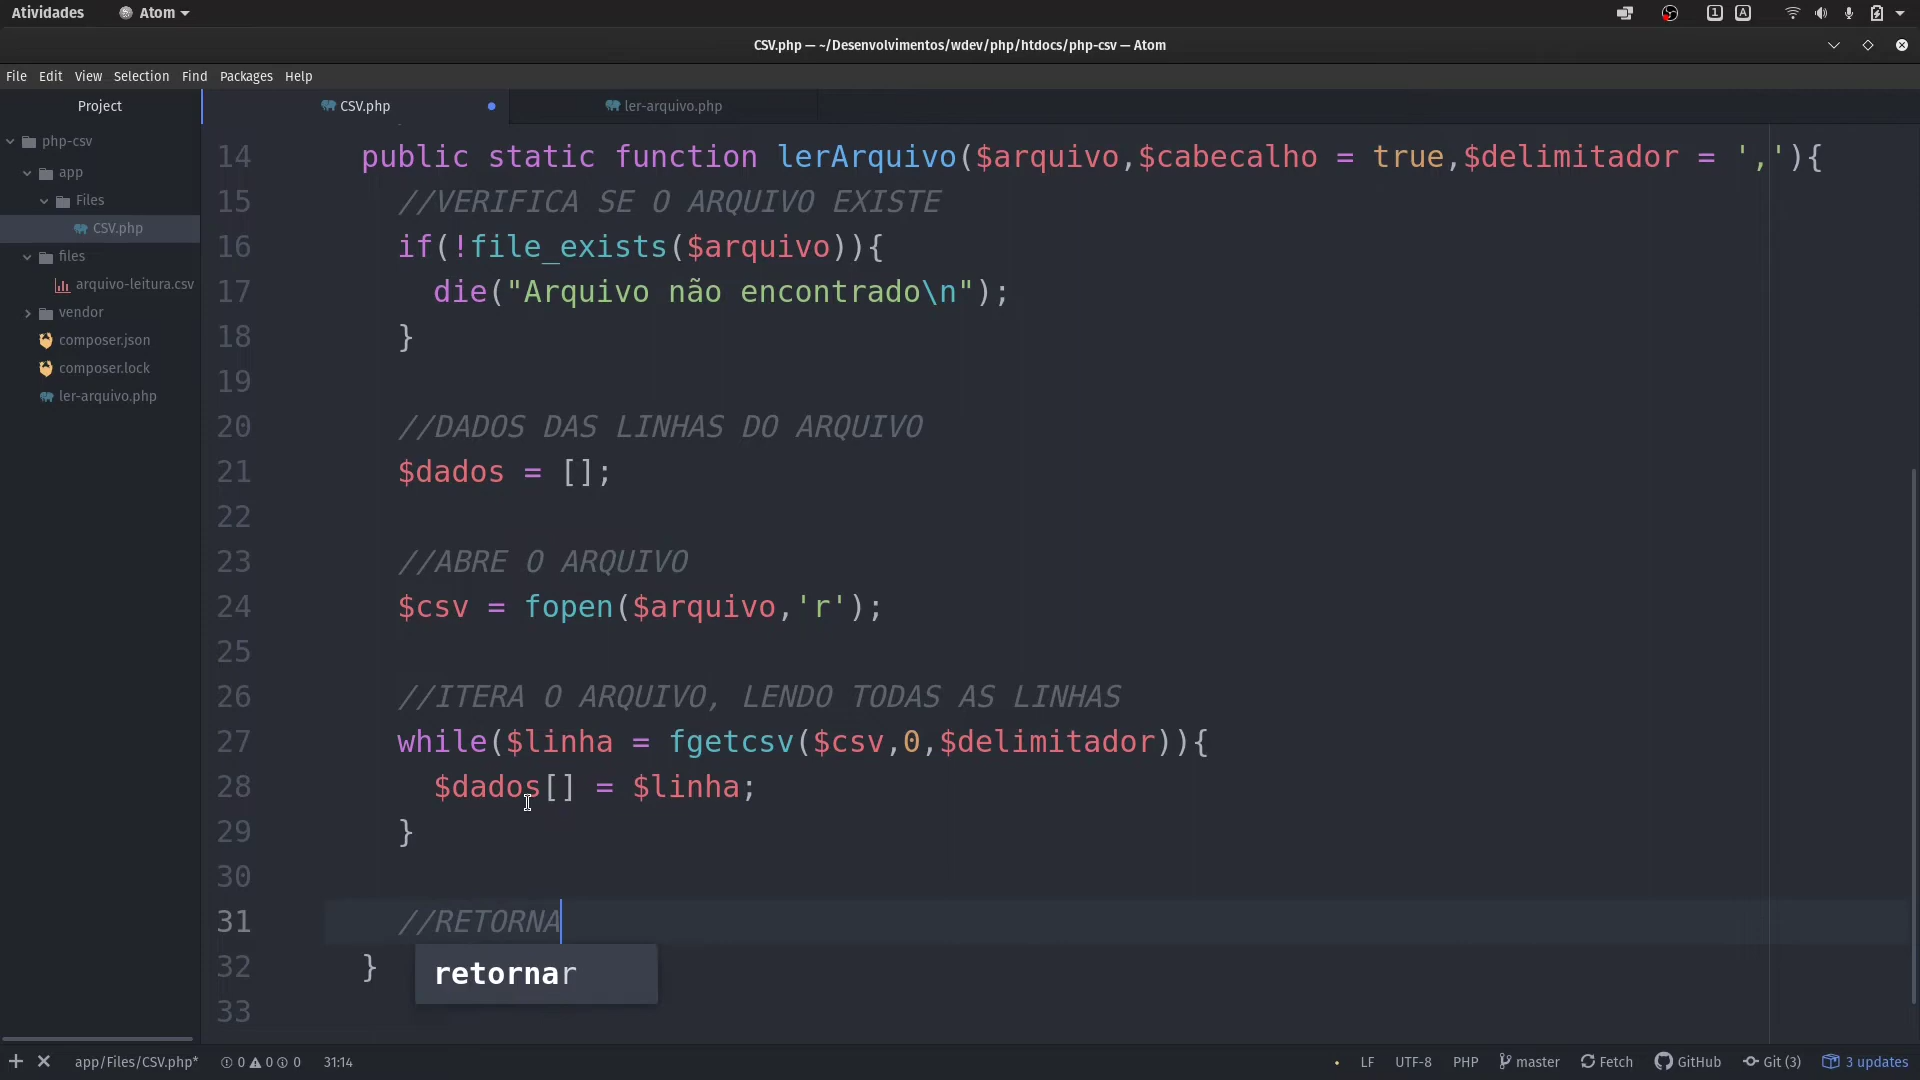 Atividades Atom 1 A
CSV.php — ~/Desenvolvimentos/wdev/php/htdocs/php-csv — Atom
File Edit View Selection Find Packages Help
Project CSV.php ler-arquivo.php
php-csv
app
Files
CSV.php
files
arquivo-leitura.csv
vendor
composer.json
composer.lock
ler-arquivo.php
14 public static function lerArquivo($arquivo,$cabecalho = true,$delimitador = ','){
15 //VERIFICA SE O ARQUIVO EXISTE
16 if(!file_exists($arquivo)){
17 die("Arquivo não encontrado\n");
18 }
19
20 //DADOS DAS LINHAS DO ARQUIVO
21 $dados = [];
22
23 //ABRE O ARQUIVO
24 $csv = fopen($arquivo,'r');
25
26 //ITERA O ARQUIVO, LENDO TODAS AS LINHAS
27 while($linha = fgetcsv($csv,0,$delimitador)){
28 $dados[] = $linha;
29 }
30
31 //RETORNA
32 }
retornar
33
app/Files/CSV.php* 0 0 0 31:14 LF UTF-8 PHP master Fetch GitHub Git (3) 3 updates